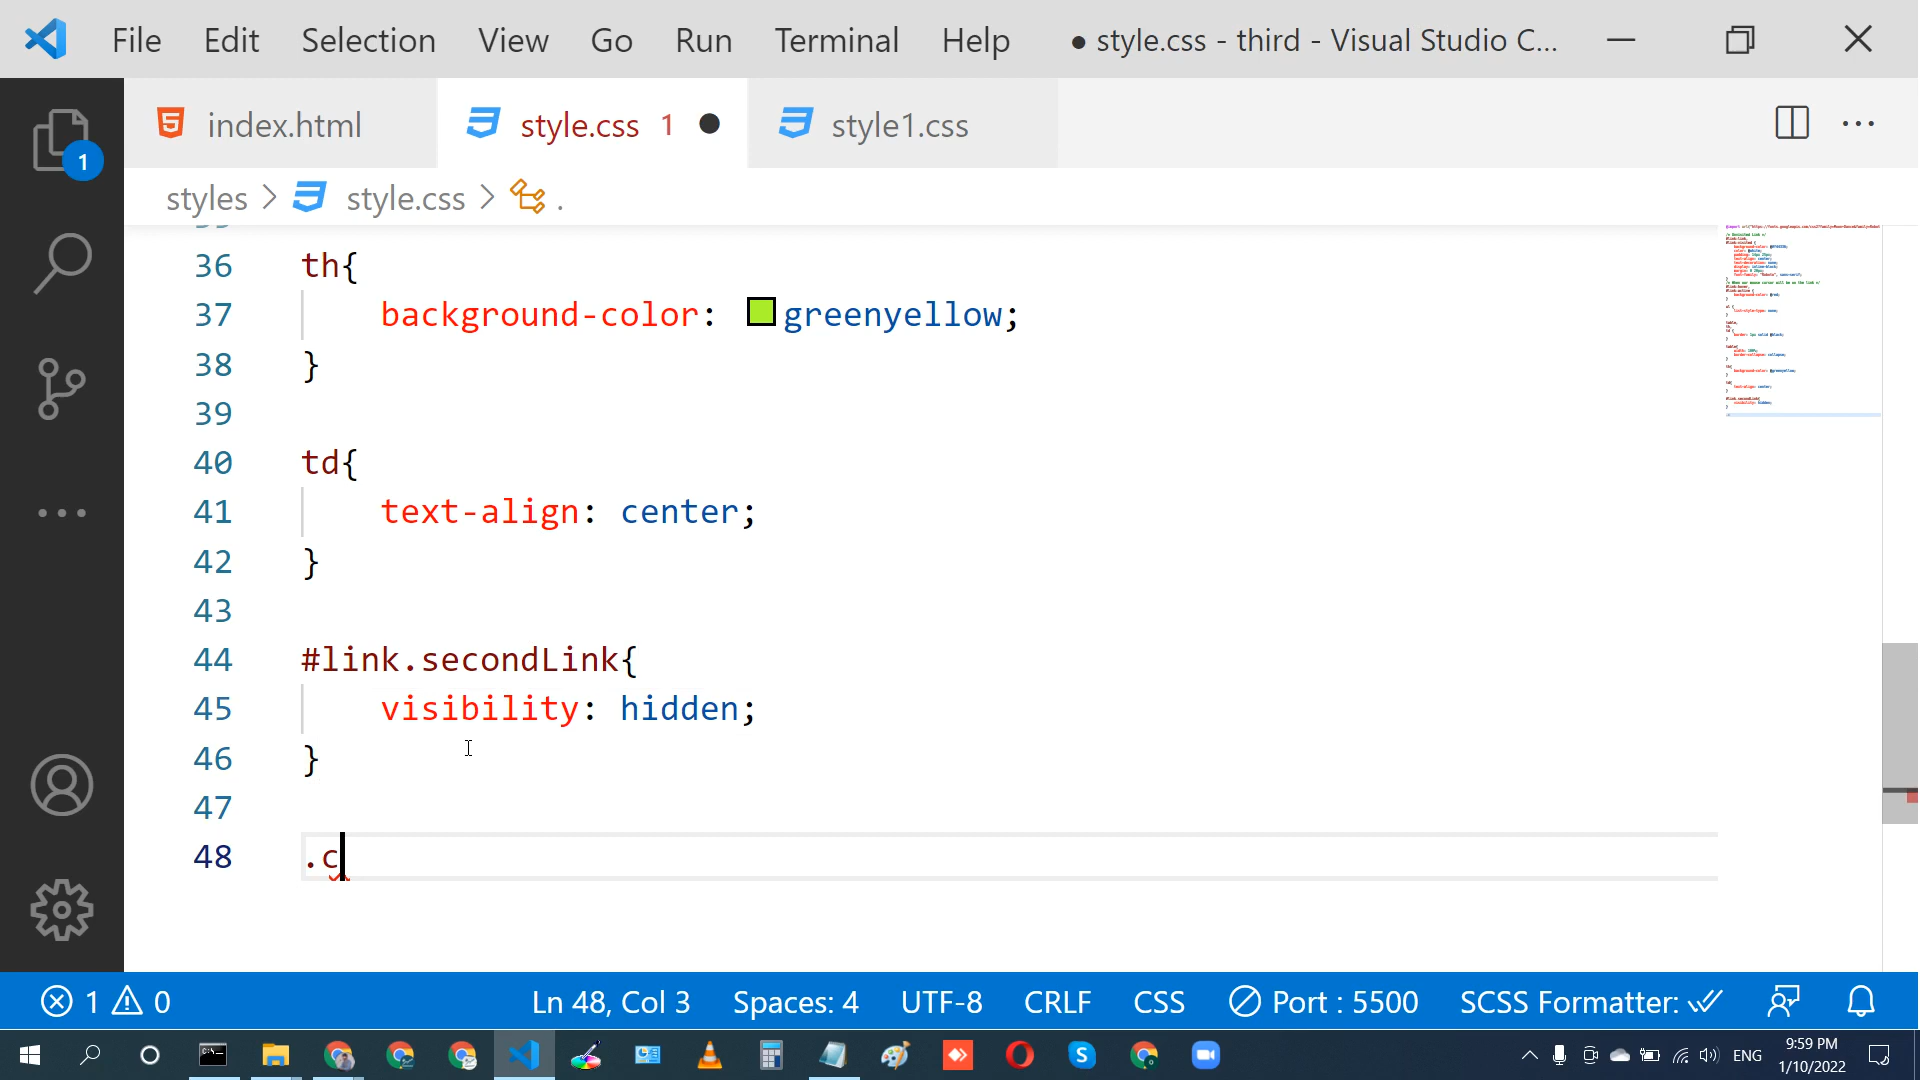 File Edit Selection View Go Run Terminal Help ● style.css - third - Visual Studio C...
index.html style.css 1 style1.css
1
styles > style.css > .
36 th{
37 background-color: greenyellow;
38 }
39
40 td{
41 text-align: center;
42 }
43
44 #link.secondLink{
45 visibility: hidden;
46 }
47
48 .c
1 0 Ln 48, Col 3 Spaces: 4 UTF-8 CRLF CSS Port : 5500 SCSS Formatter:
ENG 9:59 PM
1/10/2022